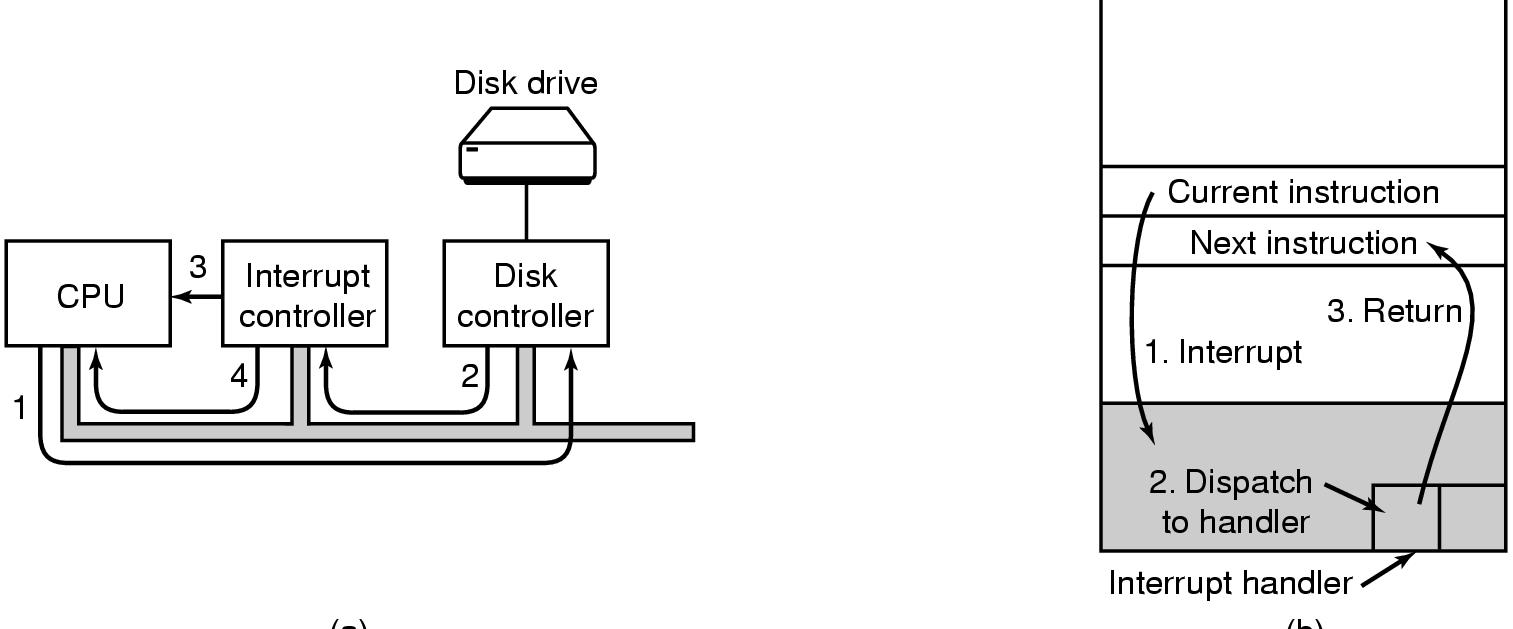 Disk drive
CPU
3
Interrupt
controller
Disk
controller
1
4
2
(a)
Current instruction
Next instruction
3. Return
1. Interrupt
2. Dispatch
to handler
Interrupt handler
(b)